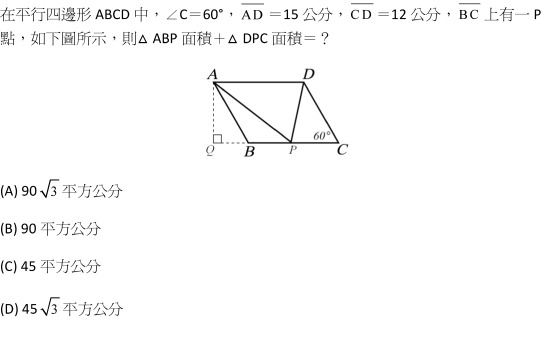 在平行四邊形 ABCD 中，∠C＝60°， $\overline{AD}$ ＝15 公分， $\overline{CD}$ ＝12 公分， $\overline{BC}$ 上有一 P
點，如下圖所示，則△ ABP 面積＋△ DPC 面積＝？
A D
60°
Q B P C
(A) 90√3 平方公分
(B) 90 平方公分
(C) 45 平方公分
(D) 45√3 平方公分